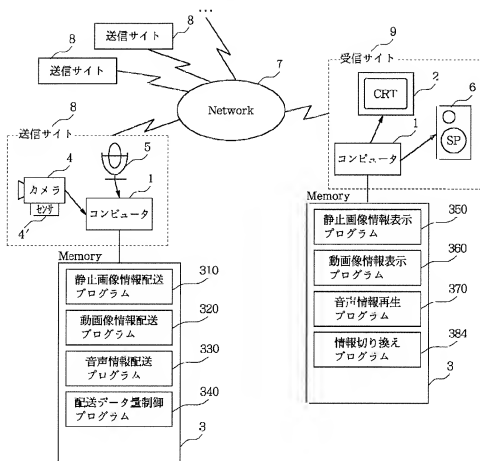 ...
8
送信サイト
8
送信サイト
7
Network
9
受信サイト
2
CRT
6
SP
1
コンピュータ
8
送信サイト
4
カメラ
センサ
4'
5
1
コンピュータ
Memory
静止画像情報配送
プログラム
310
動画像情報配送
プログラム
320
音声情報配送
プログラム
330
配送データ量制御
プログラム
340
3
Memory
静止画像情報表示
プログラム
350
動画像情報表示
プログラム
360
音声情報再生
プログラム
370
情報切り換え
プログラム
384
3